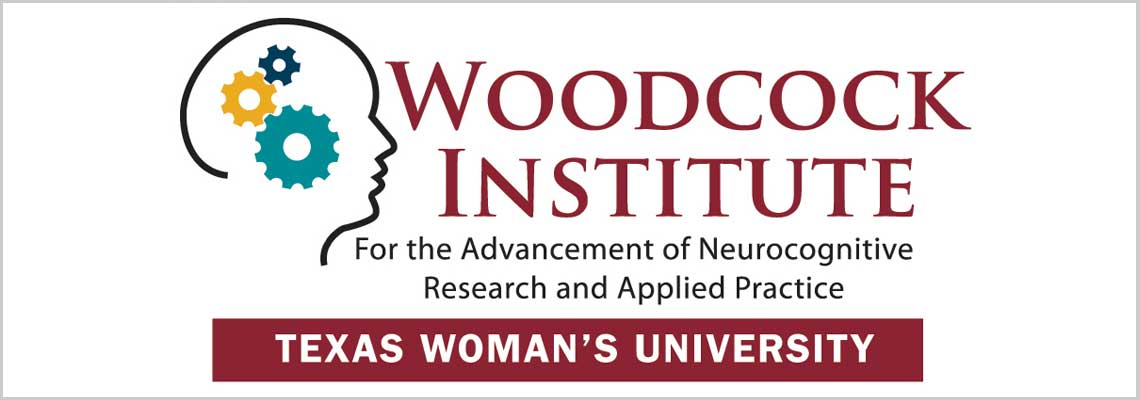 WOODCOCK
INSTITUTE
For the Advancement of Neurocognitive
Research and Applied Practice
TEXAS WOMAN'S UNIVERSITY